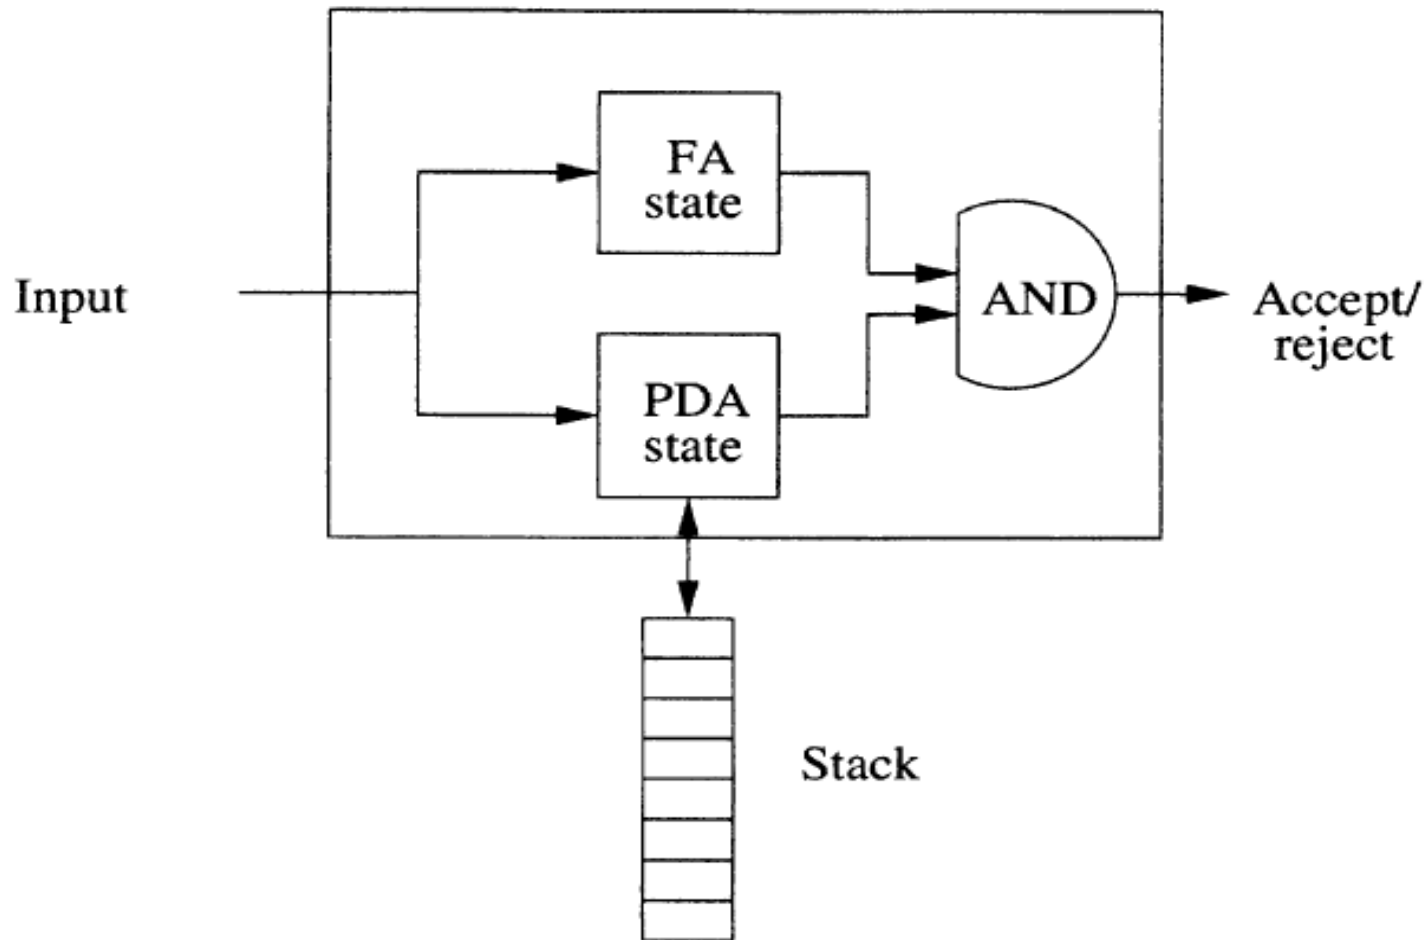 FA
state
Input
AND
Accept/
reject
PDA
state
Stack